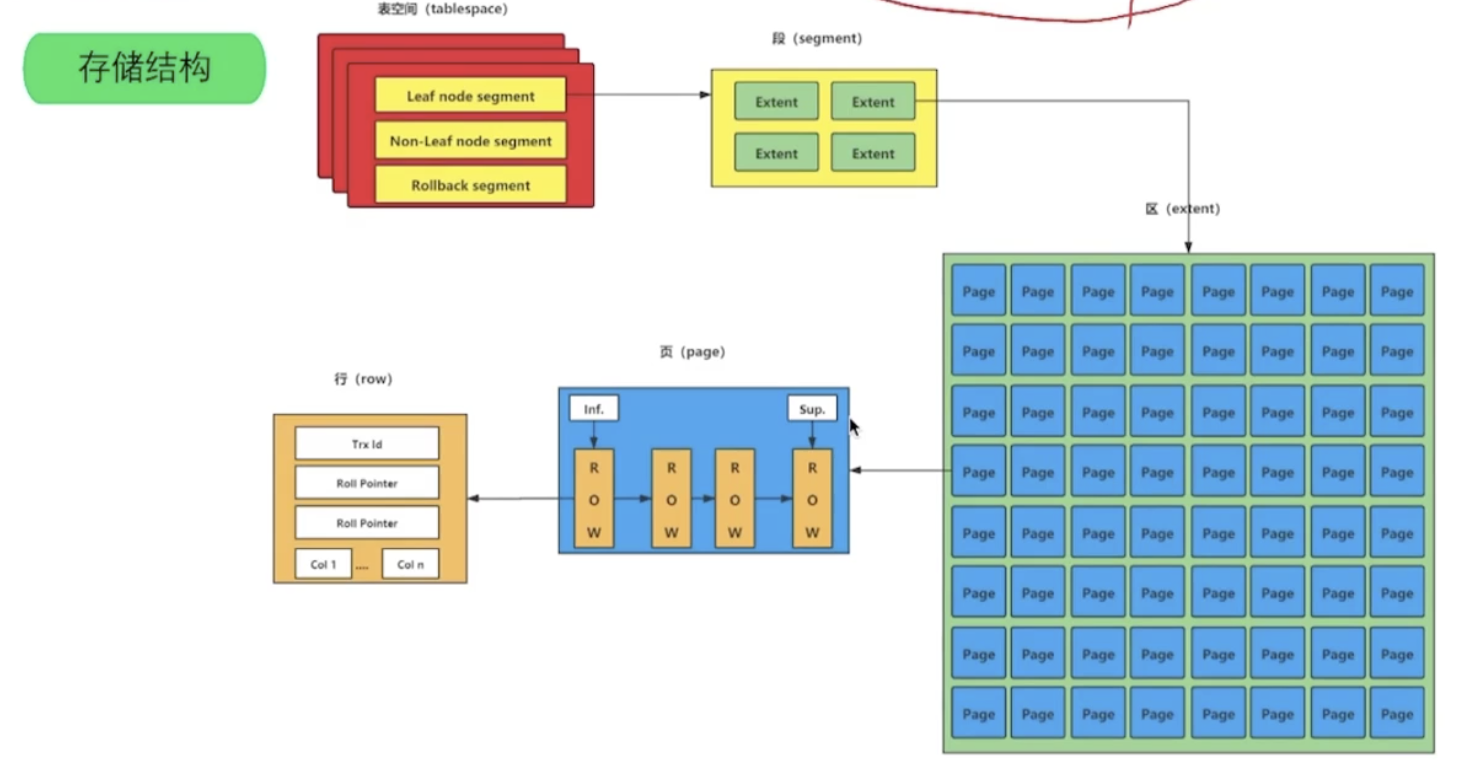 表空间（tablespace）
存储结构
段（segment）
Leaf node segment
Non-Leaf node segment
Rollback segment
Extent Extent
Extent Extent
区（extent）
Page Page Page Page Page Page Page Page
Page Page Page Page Page Page Page Page
Page Page Page Page Page Page Page Page
Page Page Page Page Page Page Page Page
Page Page Page Page Page Page Page Page
Page Page Page Page Page Page Page Page
Page Page Page Page Page Page Page Page
Page Page Page Page Page Page Page Page
页（page）
Inf. Sup.
R R R R
O O O O
W W W W
行（row）
Trx Id
Roll Pointer
Roll Pointer
Col 1 .... Col n